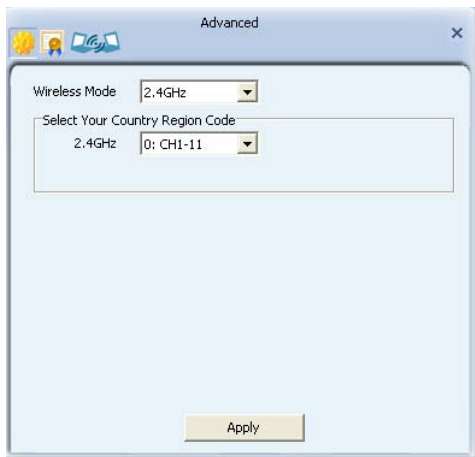 Advanced
Wireless Mode 2.4GHz
Select Your Country Region Code
2.4GHz 0: CH1-11
Apply